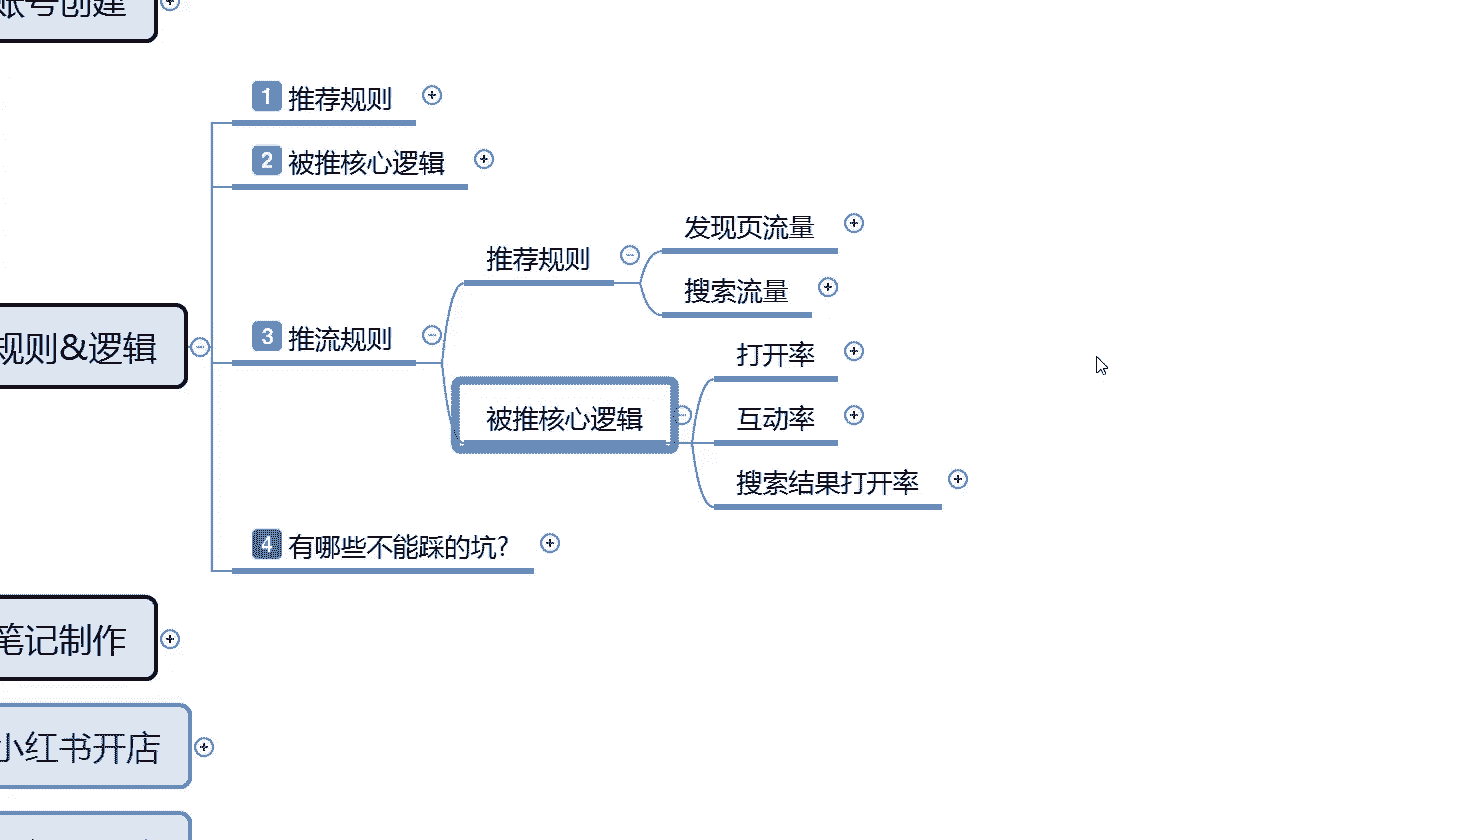 账号创建
1 推荐规则
2 被推核心逻辑
发现页流量
推荐规则
搜索流量
3 推流规则
规则&逻辑
打开率
被推核心逻辑
互动率
搜索结果打开率
4 有哪些不能踩的坑?
笔记制作
小红书开店